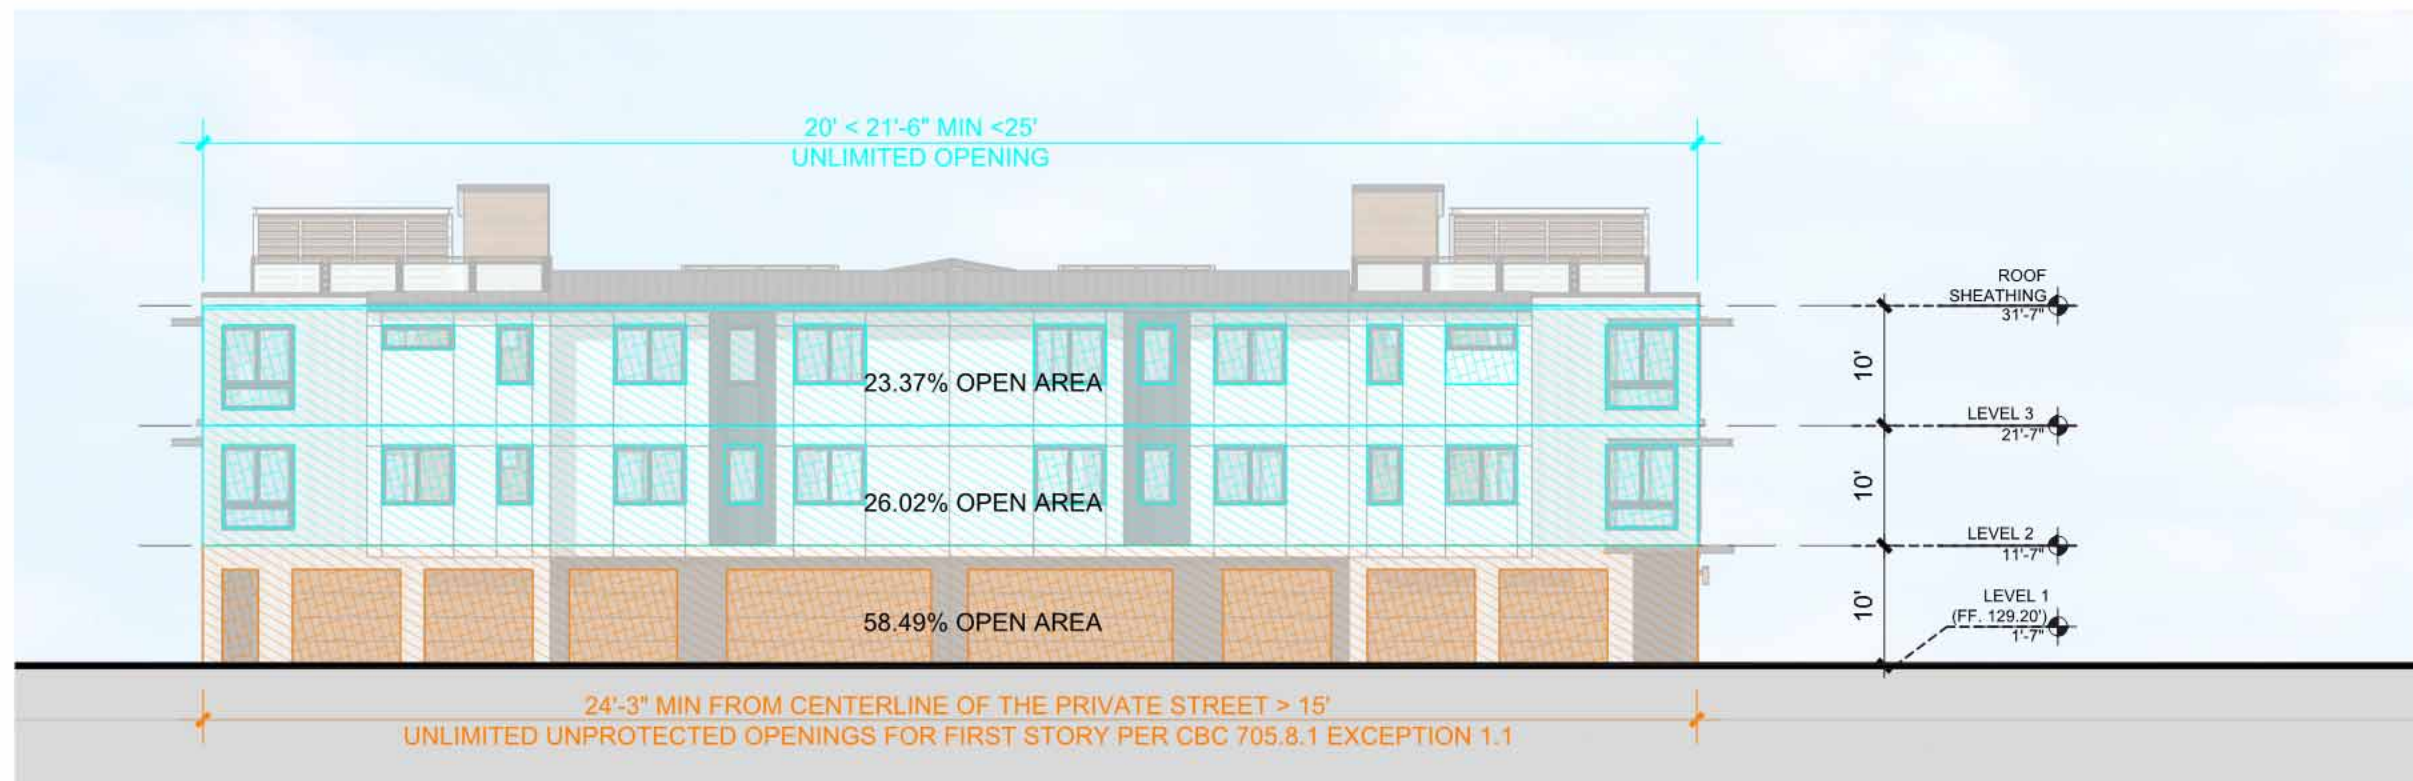 20' < 21'-6" MIN <25'
UNLIMITED OPENING
ROOF
SHEATHING
31'-7"
10'
23.37% OPEN AREA
LEVEL 3
21'-7"
10'
26.02% OPEN AREA
LEVEL 2
11'-7"
10'
58.49% OPEN AREA
LEVEL 1
(FF. 129.20')
1'-7"
24'-3" MIN FROM CENTERLINE OF THE PRIVATE STREET > 15'
UNLIMITED UNPROTECTED OPENINGS FOR FIRST STORY PER CBC 705.8.1 EXCEPTION 1.1